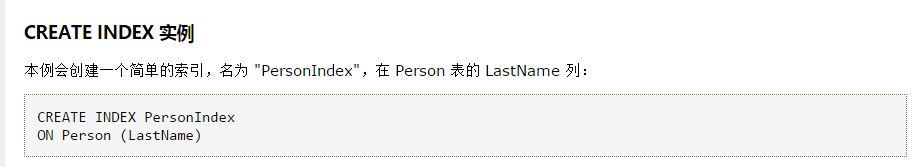 CREATE INDEX 实例
本例会创建一个简单的索引，名为 "PersonIndex"，在 Person 表的 LastName 列：
CREATE INDEX PersonIndex
ON Person (LastName)